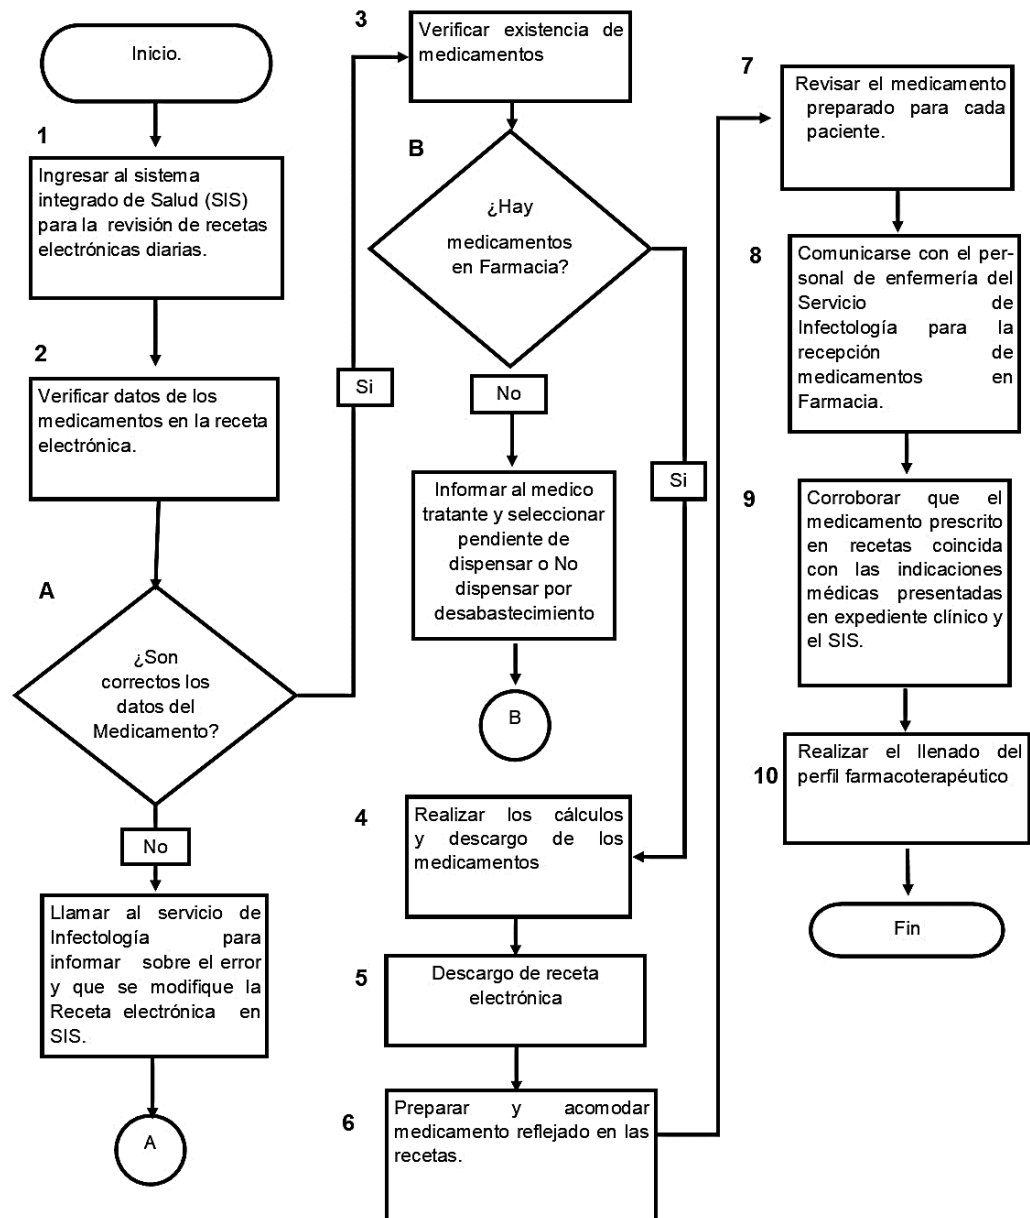 Inicio.
1
Ingresar al sistema
integrado de Salud (SIS)
para la revisión de recetas
electrónicas diarias.
2
Verificar datos de los
medicamentos en la receta
electrónica.
A
¿Son
correctos los
datos del
Medicamento?
Si
No
Llamar al servicio de
Infectología para
informar sobre el error
y que se modifique la
Receta electrónica en
SIS.
A
3
Verificar existencia de
medicamentos
B
¿Hay
medicamentos
en Farmacia?
No
Si
Informar al medico
tratante y seleccionar
pendiente de
dispensar o No
dispensar por
desabastecimiento
B
4
Realizar los cálculos
y descargo de los
medicamentos
5
Descargo de receta
electrónica
6
Preparar y acomodar
medicamento reflejado en las
recetas.
7
Revisar el medicamento
preparado para cada
paciente.
8
Comunicarse con el per-
sonal de enfermería del
Servicio de
Infectología para la
recepción de
medicamentos en
Farmacia.
9
Corroborar que el
medicamento prescrito
en recetas coincida
con las indicaciones
médicas presentadas
en expediente clínico y
el SIS.
10
Realizar el llenado del
perfil farmacoterapéutico
Fin